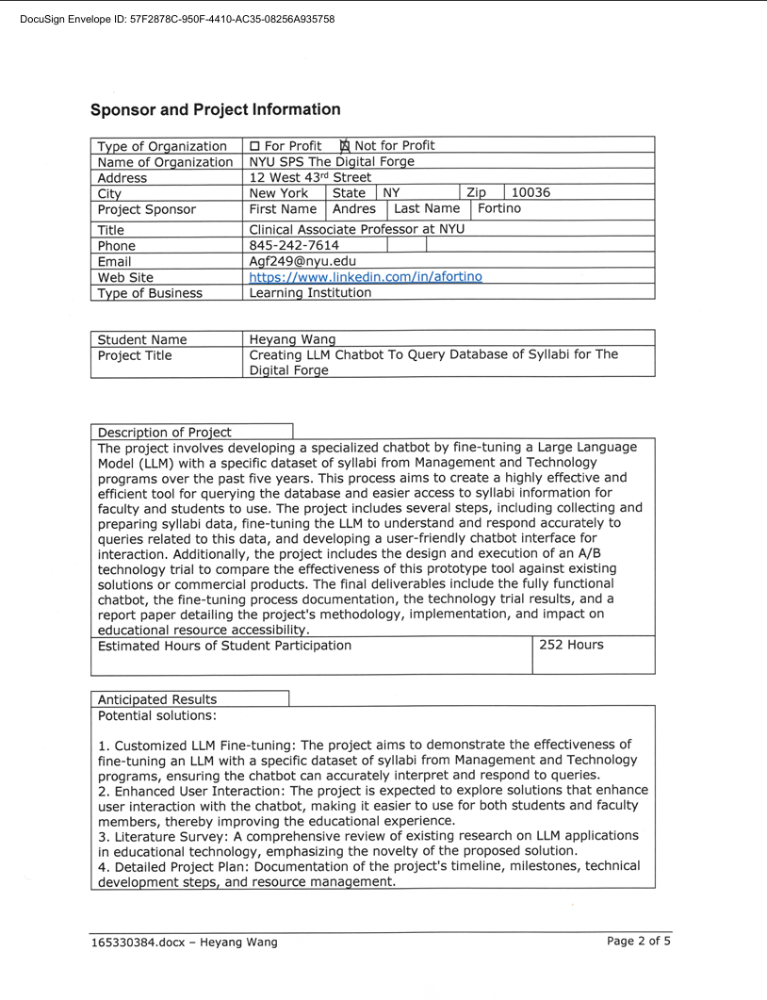 DocuSign Envelope ID: 57F2878C-950F-4410-AC35-08256A935758
Sponsor and Project Information
Type of Organization ☐ For Profit ☒ Not for Profit
Name of Organization NYU SPS The Digital Forge
Address 12 West 43rd Street
City New York State NY Zip 10036
Project Sponsor First Name Andres Last Name Fortino
Title Clinical Associate Professor at NYU
Phone 845-242-7614
Email Agf249@nyu.edu
Web Site https://www.linkedin.com/in/afortino
Type of Business Learning Institution
Student Name Heyang Wang
Project Title Creating LLM Chatbot To Query Database of Syllabi for The
Digital Forge
Description of Project
The project involves developing a specialized chatbot by fine-tuning a Large Language
Model (LLM) with a specific dataset of syllabi from Management and Technology
programs over the past five years. This process aims to create a highly effective and
efficient tool for querying the database and easier access to syllabi information for
faculty and students to use. The project includes several steps, including collecting and
preparing syllabi data, fine-tuning the LLM to understand and respond accurately to
queries related to this data, and developing a user-friendly chatbot interface for
interaction. Additionally, the project includes the design and execution of an A/B
technology trial to compare the effectiveness of this prototype tool against existing
solutions or commercial products. The final deliverables include the fully functional
chatbot, the fine-tuning process documentation, the technology trial results, and a
report paper detailing the project's methodology, implementation, and impact on
educational resource accessibility.
Estimated Hours of Student Participation 252 Hours
Anticipated Results
Potential solutions:
1. Customized LLM Fine-tuning: The project aims to demonstrate the effectiveness of
fine-tuning an LLM with a specific dataset of syllabi from Management and Technology
programs, ensuring the chatbot can accurately interpret and respond to queries.
2. Enhanced User Interaction: The project is expected to explore solutions that enhance
user interaction with the chatbot, making it easier to use for both students and faculty
members, thereby improving the educational experience.
3. Literature Survey: A comprehensive review of existing research on LLM applications
in educational technology, emphasizing the novelty of the proposed solution.
4. Detailed Project Plan: Documentation of the project's timeline, milestones, technical
development steps, and resource management.
165330384.docx – Heyang Wang Page 2 of 5